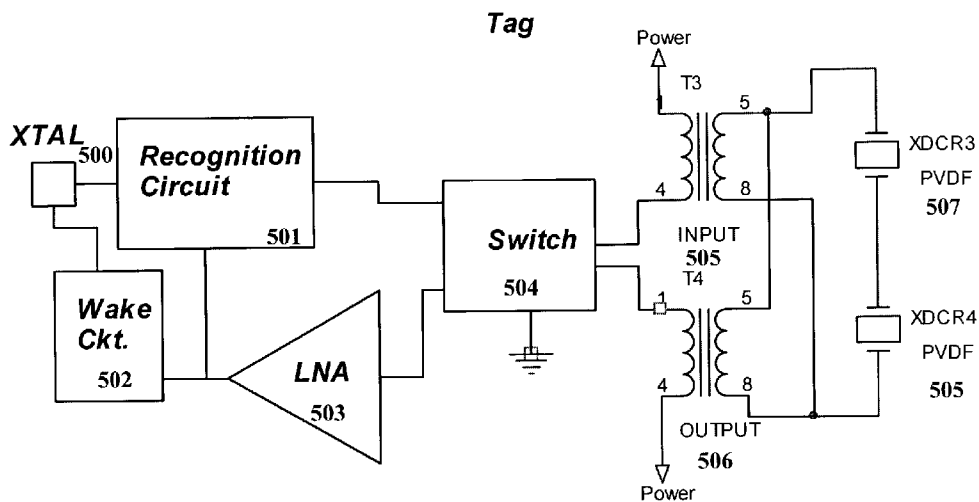 Tag
Power
T3
5
XTAL
500
Recognition
Circuit
501
XDCR3
PVDF
507
4
8
Switch
504
INPUT
505
T4
Wake
Ckt.
502
LNA
503
1
5
XDCR4
PVDF
505
4
8
OUTPUT
506
Power